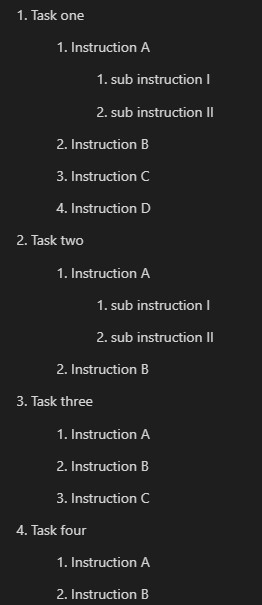 1. Task one
1. Instruction A
1. sub instruction I
2. sub instruction II
2. Instruction B
3. Instruction C
4. Instruction D
2. Task two
1. Instruction A
1. sub instruction I
2. sub instruction II
2. Instruction B
3. Task three
1. Instruction A
2. Instruction B
3. Instruction C
4. Task four
1. Instruction A
2. Instruction B